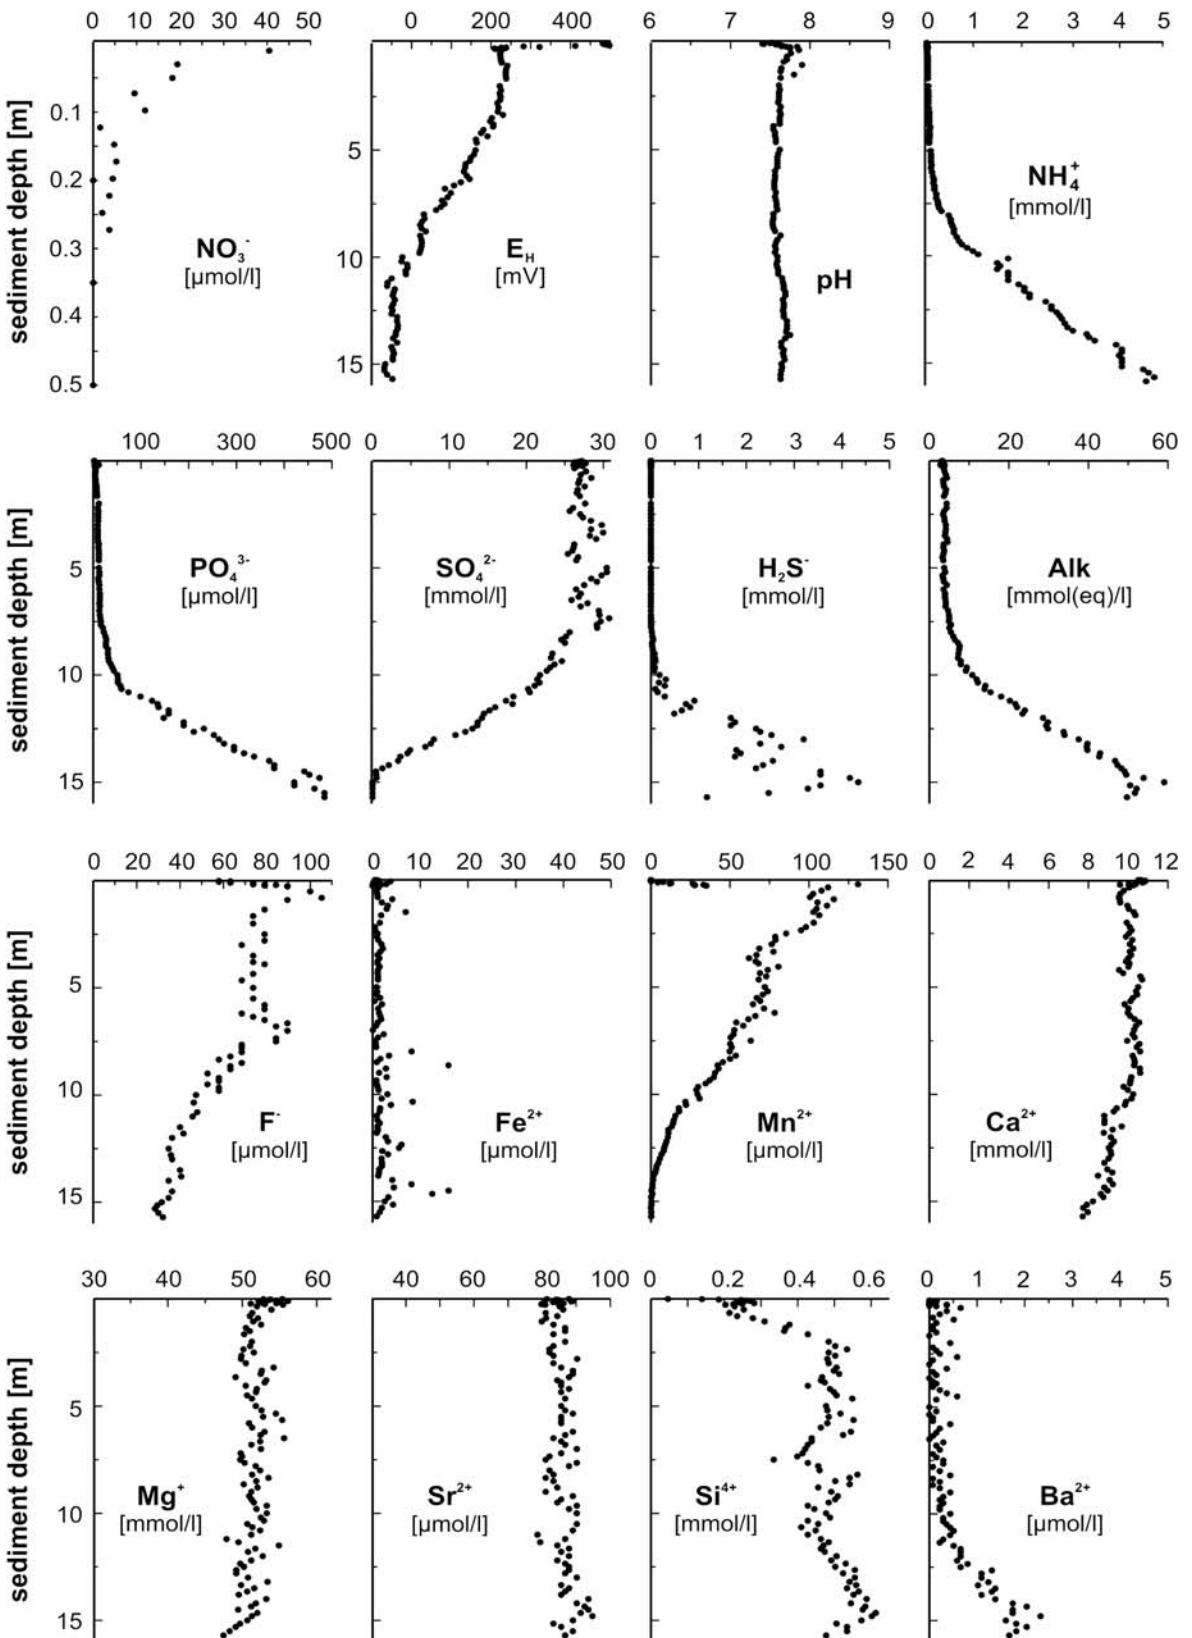 0 10 20 30 40 50
0 200 400
6 7 8 9
0 1 2 3 4 5
sediment depth [m]
0.1
0.2
0.3
0.4
0.5
NO₃⁻
[µmol/l]
5
10
15
E_H
[mV]
pH
NH₄⁺
[mmol/l]
100 300 500
0 10 20 30
0 1 2 3 4 5
0 20 40 60
sediment depth [m]
5
10
15
PO₄³⁻
[µmol/l]
SO₄²⁻
[mmol/l]
H₂S⁻
[mmol/l]
Alk
[mmol(eq)/l]
0 20 40 60 80 100
0 10 20 30 40 50
0 50 100 150
0 2 4 6 8 10 12
sediment depth [m]
5
10
15
F⁻
[µmol/l]
Fe²⁺
[µmol/l]
Mn²⁺
[µmol/l]
Ca²⁺
[mmol/l]
30 40 50 60
40 60 80 100
0 0.2 0.4 0.6
0 1 2 3 4 5
sediment depth [m]
5
10
15
Mg⁺
[mmol/l]
Sr²⁺
[µmol/l]
Si⁴⁺
[mmol/l]
Ba²⁺
[µmol/l]